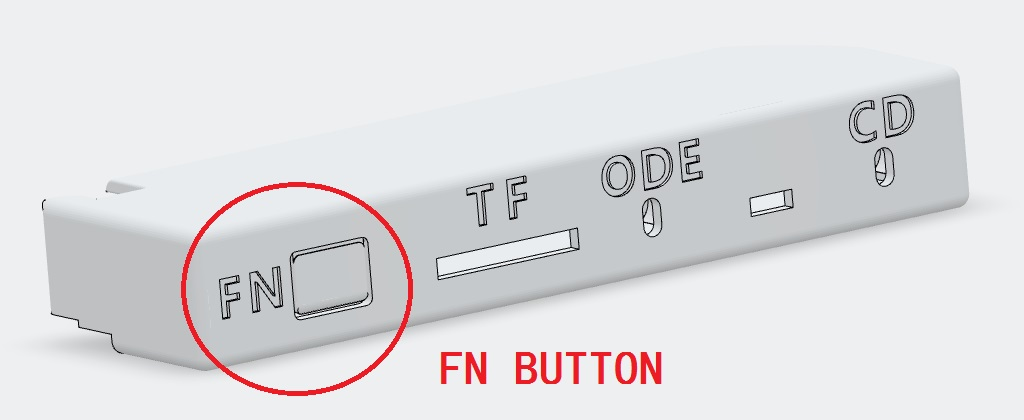 FN
TF
ODE
CD
FN BUTTON